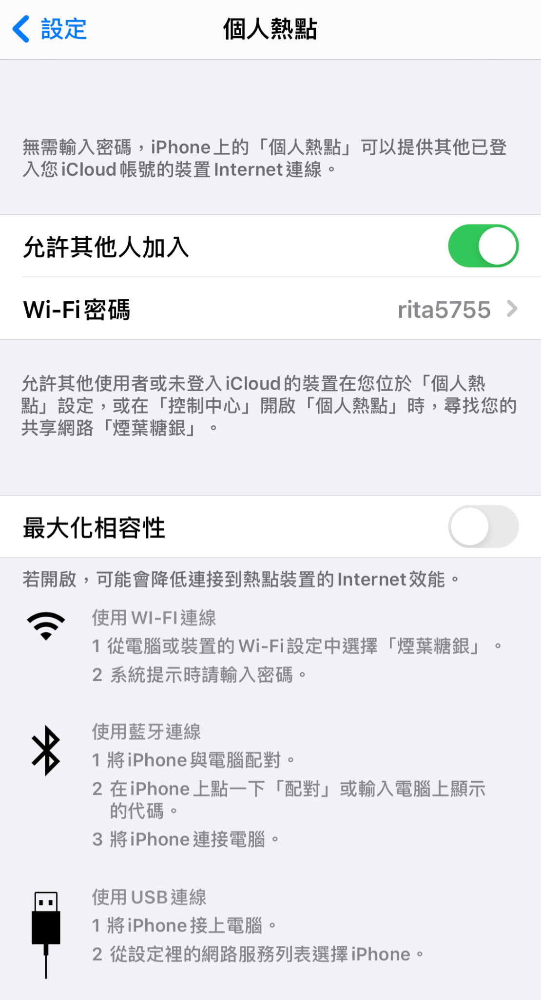 設定
個人熱點
無需輸入密碼，iPhone上的「個人熱點」可以提供其他已登
入您iCloud帳號的裝置Internet連線。
允許其他人加入
Wi-Fi密碼 rita5755
允許其他使用者或未登入iCloud的裝置在您位於「個人熱
點」設定，或在「控制中心」開啟「個人熱點」時，尋找您的
共享網路「煙葉糖銀」。
最大化相容性
若開啟，可能會降低連接到熱點裝置的Internet效能。
使用WI-FI連線
1 從電腦或裝置的Wi-Fi設定中選擇「煙葉糖銀」。
2 系統提示時請輸入密碼。
使用藍牙連線
1 將iPhone與電腦配對。
2 在iPhone上點一下「配對」或輸入電腦上顯示
的代碼。
3 將iPhone連接電腦。
使用USB連線
1 將iPhone接上電腦。
2 從設定裡的網路服務列表選擇iPhone。